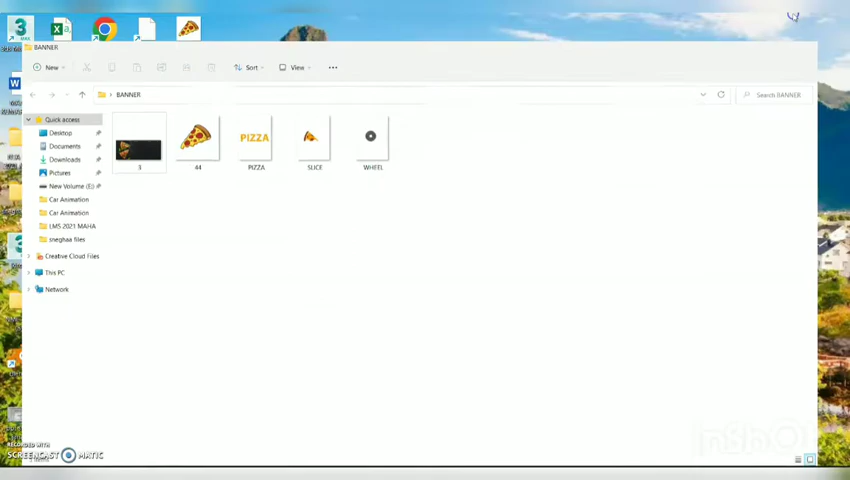 BANNER
New
Sort
View
BANNER
Search BANNER
Quick access
Desktop
Documents
Downloads
Pictures
New Volume (E:)
Car Animation
Car Animation
LMS 2021 MAHA
sneghaa files
Creative Cloud Files
This PC
Network
3
44
PIZZA
PIZZA
SLICE
WHEEL
RECORDED WITH
SCREENCAST MATIC